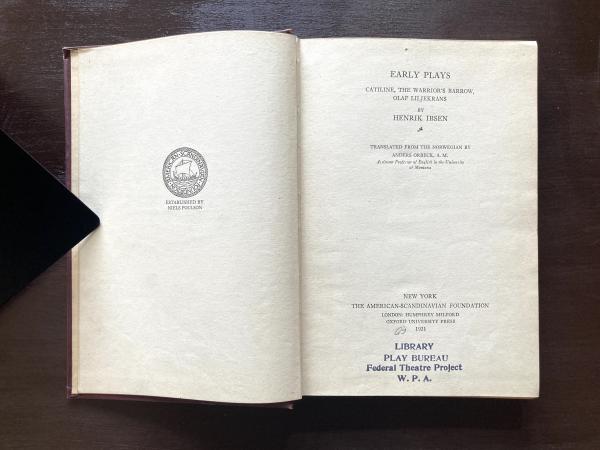 ESTABLISHED BY
NIELS POULSON
EARLY PLAYS
CATILINE, THE WARRIOR'S BARROW,
OLAF LILJEKRANS
BY
HENRIK IBSEN
TRANSLATED FROM THE NORWEGIAN BY
ANDERS ORBECK, A. M.
Assistant Professor of English in the University
of Montana
NEW YORK
THE AMERICAN-SCANDINAVIAN FOUNDATION
LONDON: HUMPHREY MILFORD
OXFORD UNIVERSITY PRESS
1921
LIBRARY
PLAY BUREAU
Federal Theatre Project
W. P. A.